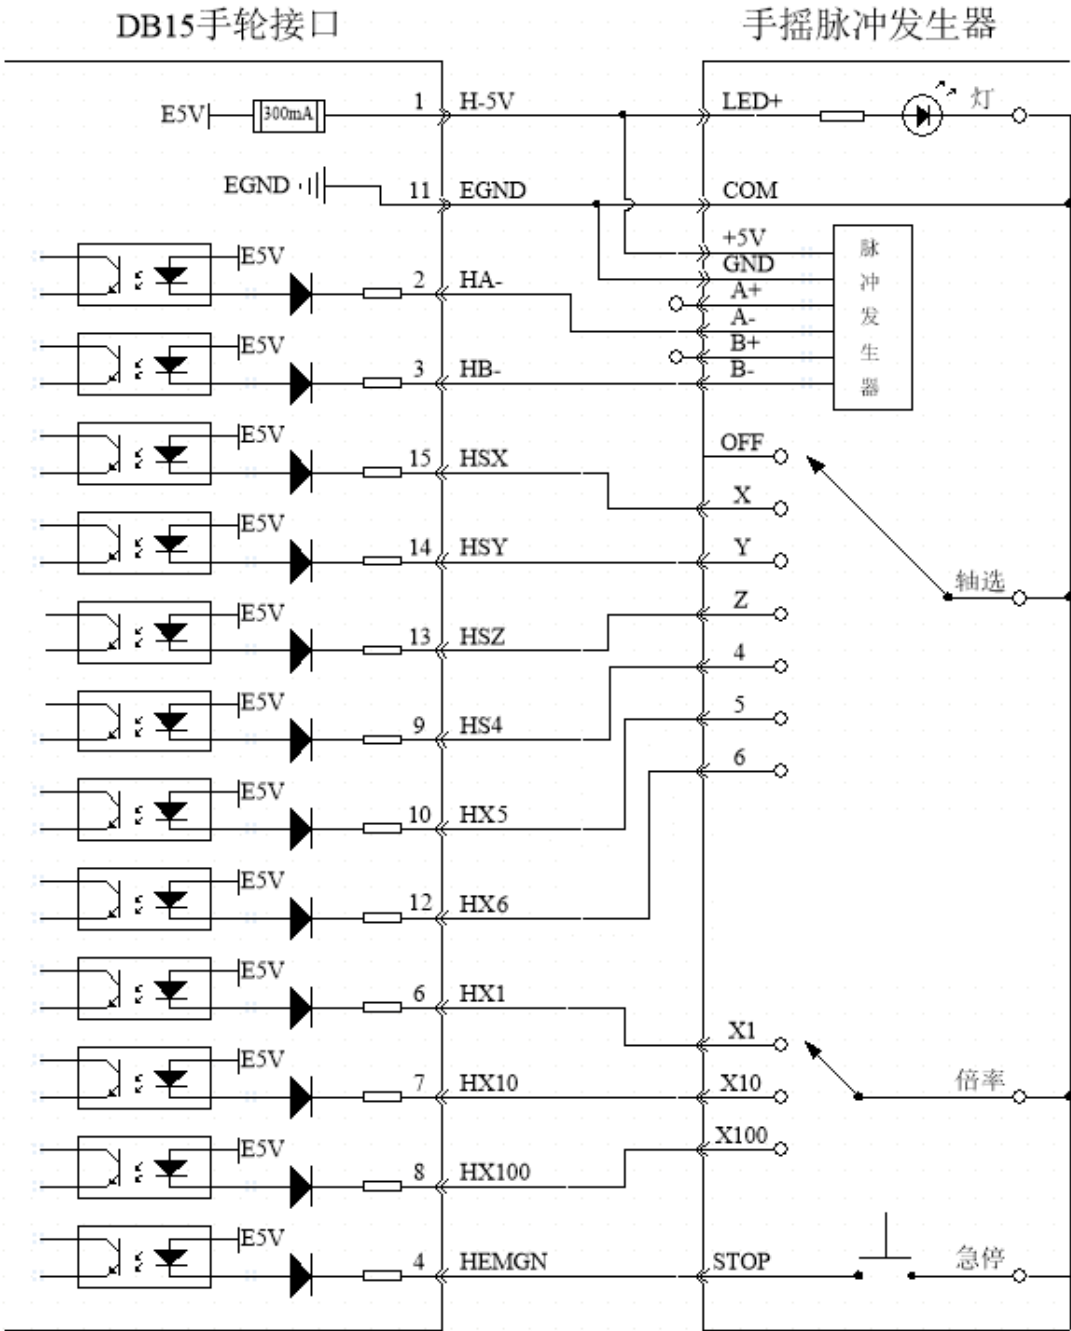 DB15手轮接口 手摇脉冲发生器
E5V 300mA 1 H-5V LED+ 灯
EGND 11 EGND COM
+5V
E5V GND
2 HA- A+
A-
E5V B+
3 HB- B-
脉
冲
发
生
器
E5V OFF
15 HSX X
E5V
14 HSY Y
轴选
E5V Z
13 HSZ 4
E5V 5
9 HS4
6
E5V
10 HX5
E5V
12 HX6
E5V
6 HX1 X1
E5V
7 HX10 X10 倍率
E5V X100
8 HX100
E5V
4 HEMGN STOP 急停